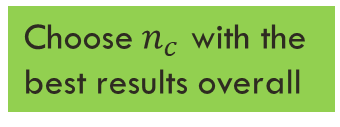 Choose n_c with the
best results overall